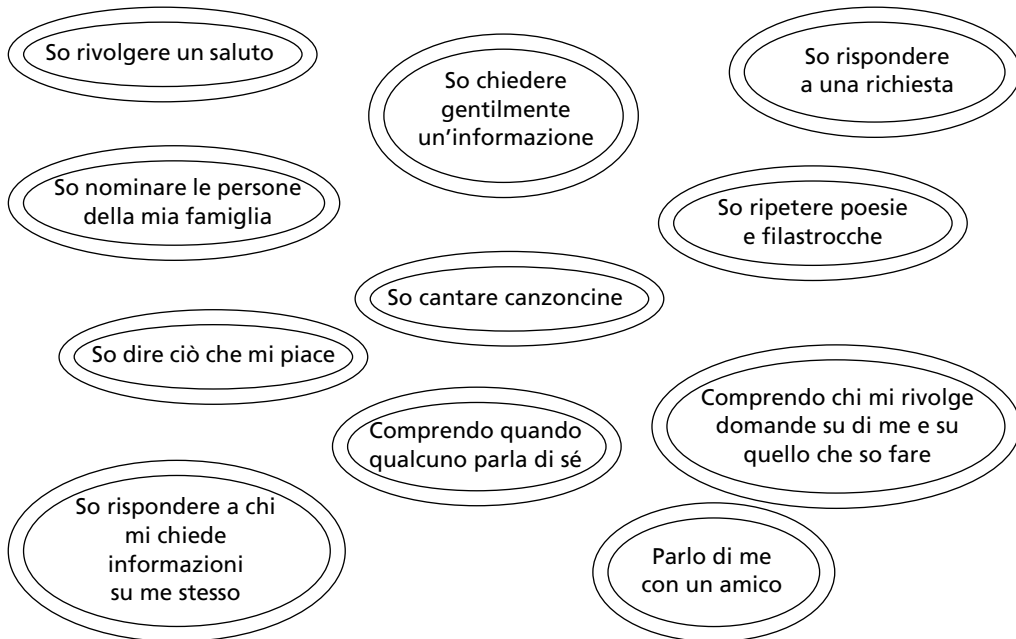 So rivolgere un saluto
So chiedere
gentilmente
un'informazione
So rispondere
a una richiesta
So nominare le persone
della mia famiglia
So ripetere poesie
e filastrocche
So cantare canzoncine
So dire ciò che mi piace
Comprendo quando
qualcuno parla di sé
Comprendo chi mi rivolge
domande su di me e su
quello che so fare
So rispondere a chi
mi chiede
informazioni
su me stesso
Parlo di me
con un amico